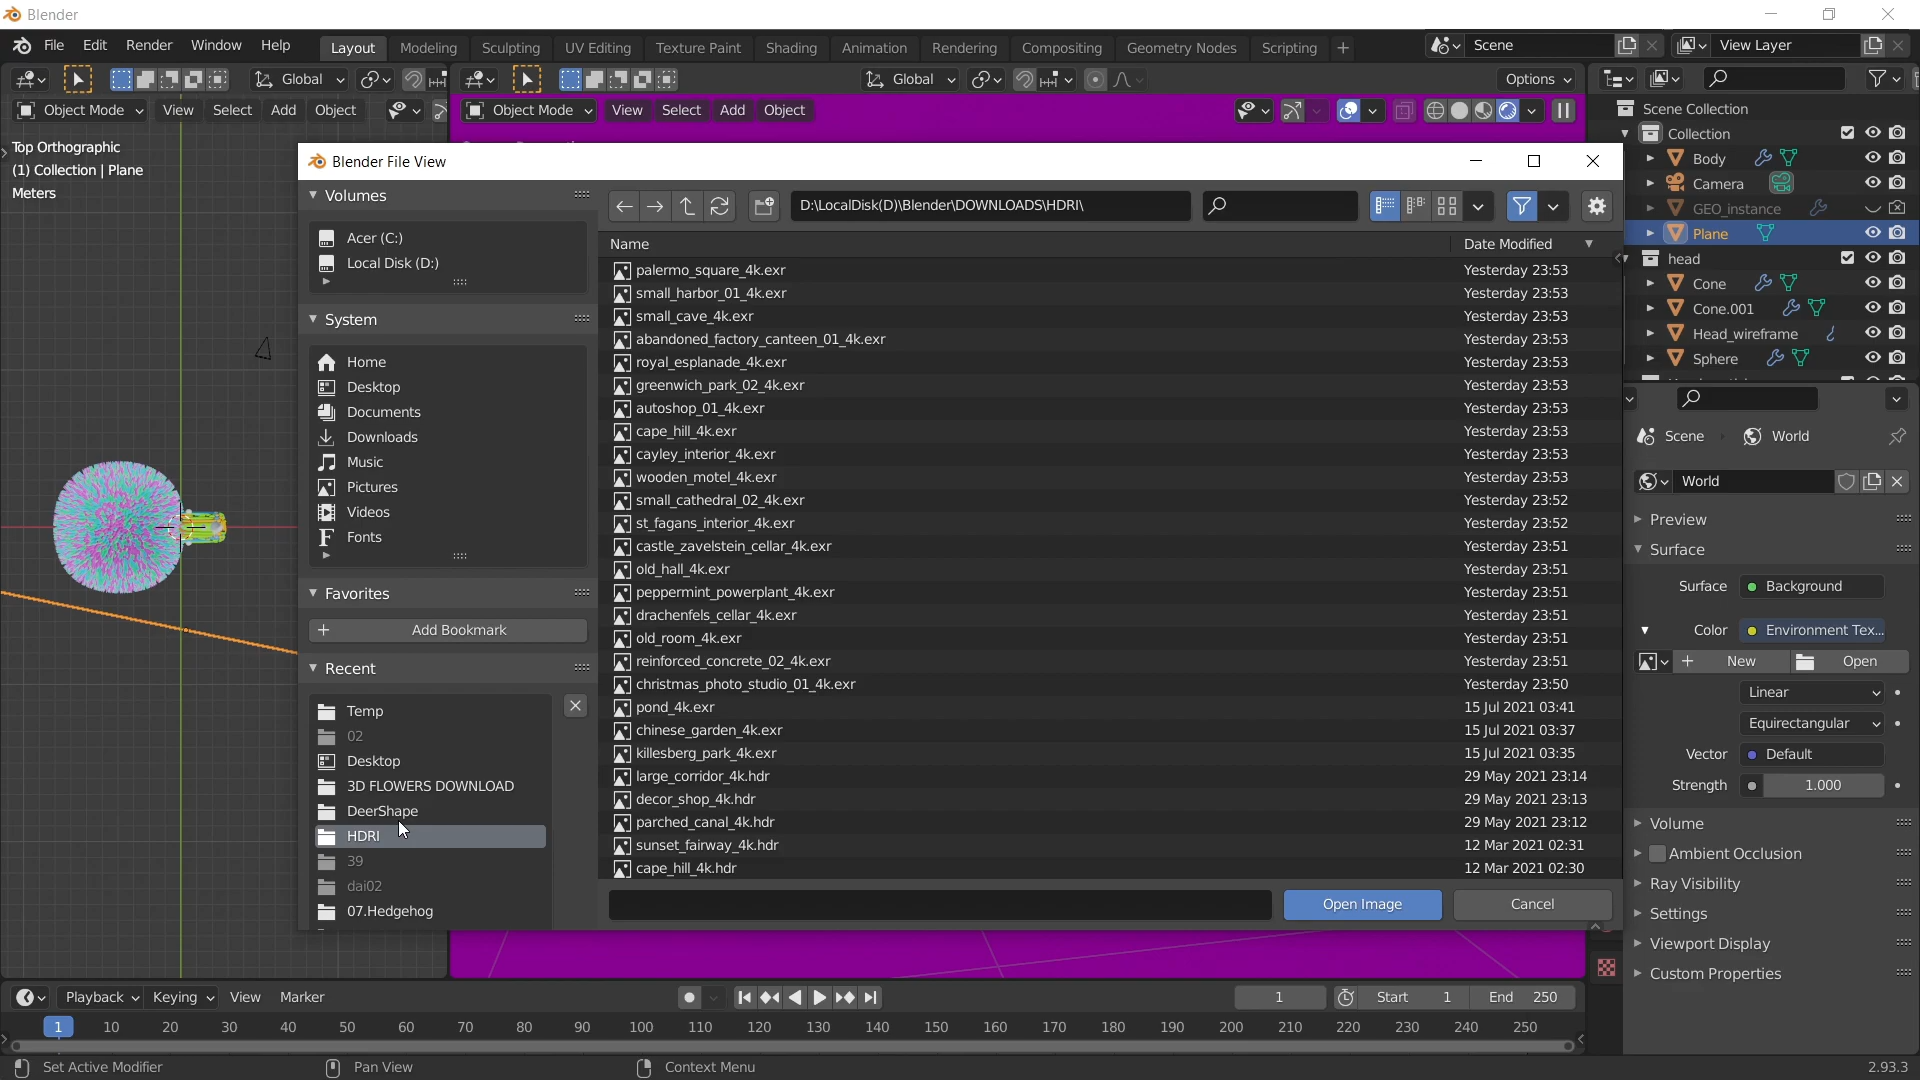 Blender
File Edit Render Window Help Layout Modeling Sculpting UV Editing Texture Paint Shading Animation Rendering Compositing Geometry Nodes Scripting + Scene View Layer
Global Global Options
Object Mode View Select Add Object Object Mode View Select Add Object
Top Orthographic
(1) Collection | Plane
Meters
Blender File View
Volumes
Acer (C:)
Local Disk (D:)
System
Home
Desktop
Documents
Downloads
Music
Pictures
Videos
Fonts
Favorites
Add Bookmark
Recent
Temp
02
Desktop
3D FLOWERS DOWNLOAD
DeerShape
HDRI
39
dai02
07.Hedgehog
D:\LocalDisk(D)\Blender\DOWNLOADS\HDRI\
Name Date Modified
palermo_square_4k.exr Yesterday 23:53
small_harbor_01_4k.exr Yesterday 23:53
small_cave_4k.exr Yesterday 23:53
abandoned_factory_canteen_01_4k.exr Yesterday 23:53
royal_esplanade_4k.exr Yesterday 23:53
greenwich_park_02_4k.exr Yesterday 23:53
autoshop_01_4k.exr Yesterday 23:53
cape_hill_4k.exr Yesterday 23:53
cayley_interior_4k.exr Yesterday 23:53
wooden_motel_4k.exr Yesterday 23:53
small_cathedral_02_4k.exr Yesterday 23:52
st_fagans_interior_4k.exr Yesterday 23:52
castle_zavelstein_cellar_4k.exr Yesterday 23:51
old_hall_4k.exr Yesterday 23:51
peppermint_powerplant_4k.exr Yesterday 23:51
drachenfels_cellar_4k.exr Yesterday 23:51
old_room_4k.exr Yesterday 23:51
reinforced_concrete_02_4k.exr Yesterday 23:51
christmas_photo_studio_01_4k.exr Yesterday 23:50
pond_4k.exr 15 Jul 2021 03:41
chinese_garden_4k.exr 15 Jul 2021 03:37
killesberg_park_4k.exr 15 Jul 2021 03:35
large_corridor_4k.hdr 29 May 2021 23:14
decor_shop_4k.hdr 29 May 2021 23:13
parched_canal_4k.hdr 29 May 2021 23:12
sunset_fairway_4k.hdr 12 Mar 2021 02:31
cape_hill_4k.hdr 12 Mar 2021 02:30
Open Image Cancel
Scene Collection
Collection
Body
Camera
GEO_instance
Plane
head
Cone
Cone.001
Head_wireframe
Sphere
Scene World
World
Preview
Surface
Surface Background
Color Environment Tex...
New Open
Linear
Equirectangular
Vector Default
Strength 1.000
Volume
Ambient Occlusion
Ray Visibility
Settings
Viewport Display
Custom Properties
Playback Keying View Marker 1 Start 1 End 250
1 10 20 30 40 50 60 70 80 90 100 110 120 130 140 150 160 170 180 190 200 210 220 230 240 250
Set Active Modifier Pan View Context Menu 2.93.3